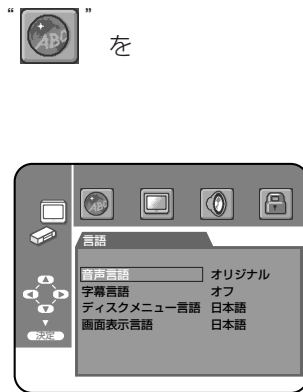 “ABC” を
ABC
言語
音声言語 オリジナル
字幕言語 オフ
ディスクメニュー言語 日本語
画面表示言語 日本語
決定